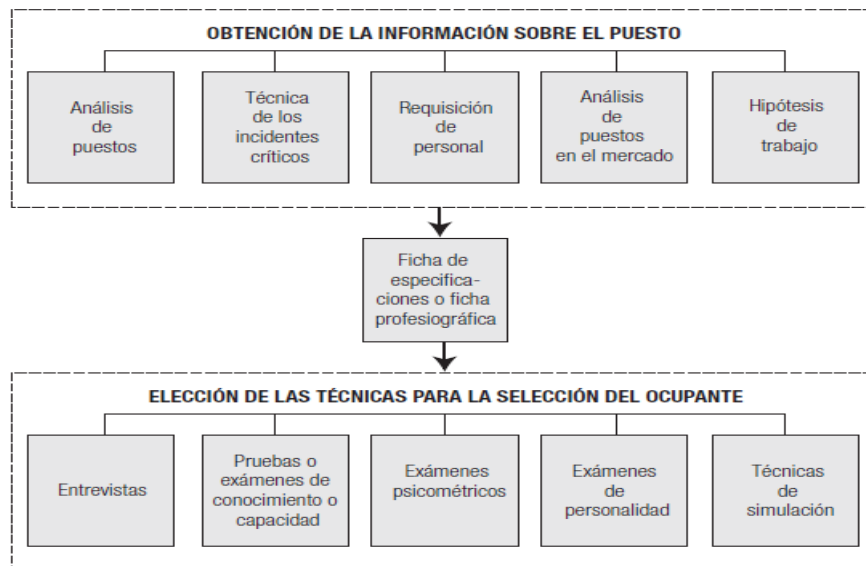 OBTENCIÓN DE LA INFORMACIÓN SOBRE EL PUESTO
Análisis
de
puestos
Técnica
de los
incidentes
críticos
Requisición
de
personal
Análisis
de
puestos
en el mercado
Hipótesis
de
trabajo
Ficha de
especifica-
ciones o ficha
profesiográfica
ELECCIÓN DE LAS TÉCNICAS PARA LA SELECCIÓN DEL OCUPANTE
Entrevistas
Pruebas o
exámenes de
conocimiento o
capacidad
Exámenes
psicométricos
Exámenes
de
personalidad
Técnicas
de
simulación